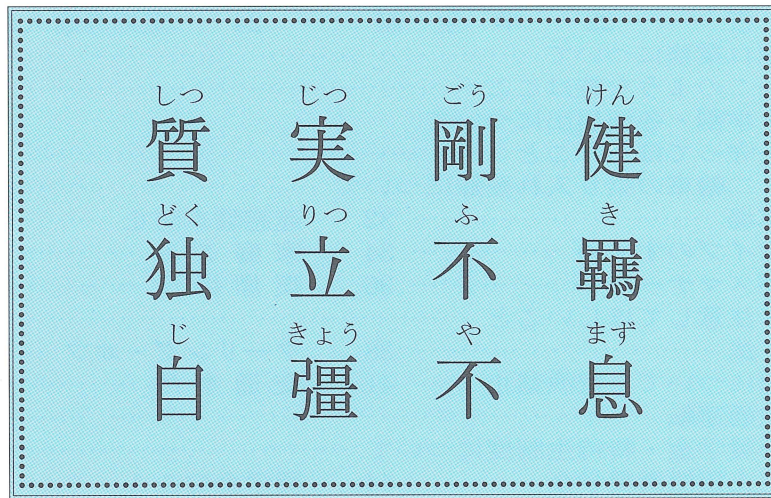 しつ じつ ごう けん
質実剛健
どく りつ ふ き
独立不羈
じ きょう や まず
自彊不息